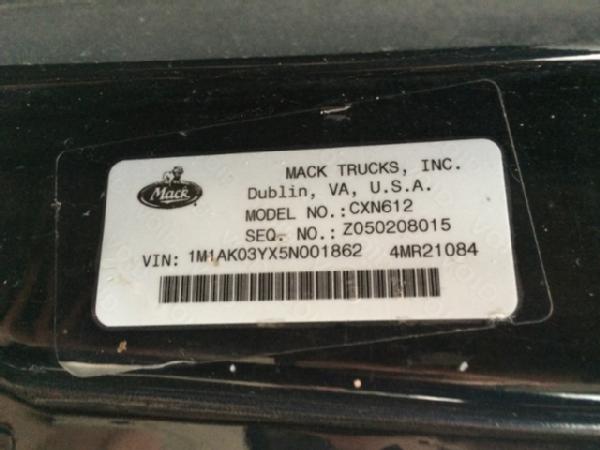 Mack
MACK TRUCKS, INC.
Dublin, VA, U.S.A.
MODEL NO.:CXN612
SEQ. NO.: Z050208015
VIN: 1M1AK03YX5N001862 4MR21084